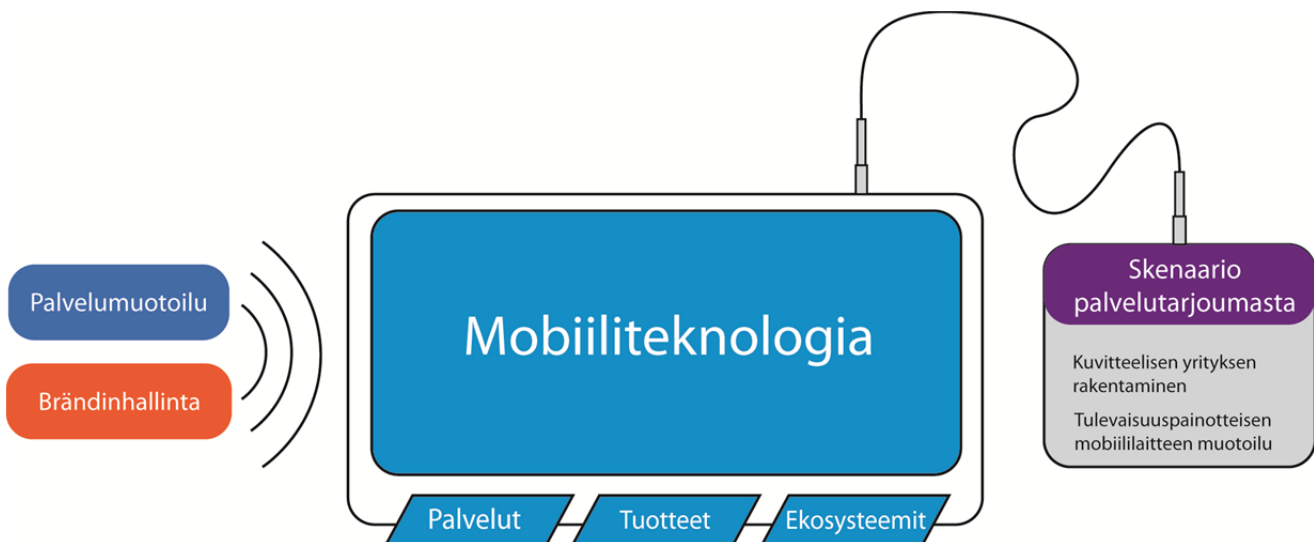 Palvelumuotoilu
Brändinhallinta
Mobiiliteknologia
Palvelut
Tuotteet
Ekosysteemit
Skenaario
palvelutarjoumasta
Kuvitteelisen yrityksen
rakentaminen
Tulevaisuuspainotteisen
mobiililaitteen muotoilu